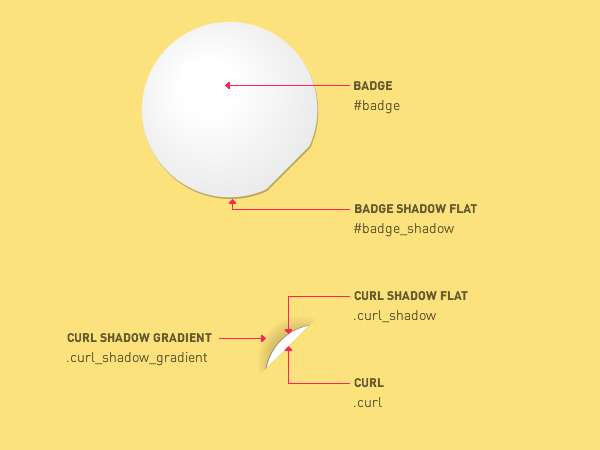 BADGE
#badge
BADGE SHADOW FLAT
#badge_shadow
CURL SHADOW FLAT
.curl_shadow
CURL SHADOW GRADIENT
.curl_shadow_gradient
CURL
.curl